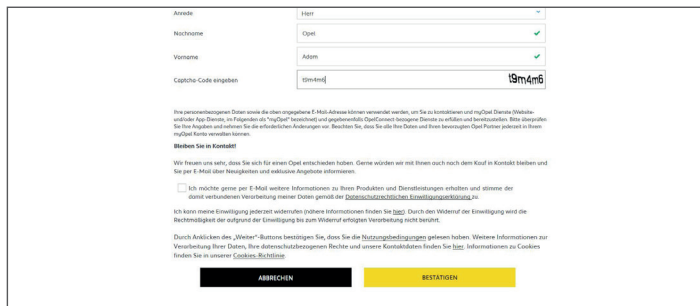 Anrede Herr
Nachname Opel
Vorname Adam
Captcha-Code eingeben t9m4m6 t9m4m6
Ihre personenbezogenen Daten sowie die oben angegebene E-Mail-Adresse können verwendet werden, um Sie zu kontaktieren und myOpel Dienste (Website-
und/oder App-Dienste, im Folgenden als "myOpel" bezeichnet) und gegebenenfalls OpelConnect-bezogene Dienste zu erfüllen und bereitzustellen. Bitte überprüfen
Sie Ihre Angaben und nehmen Sie die erforderlichen Änderungen vor. Beachten Sie, dass Sie alle Ihre Daten und Ihren bevorzugten Opel Partner jederzeit in Ihrem
myOpel Konto verwalten können.
Bleiben Sie in Kontakt!
Wir freuen uns sehr, dass Sie sich für einen Opel entschieden haben. Gerne würden wir mit Ihnen auch nach dem Kauf in Kontakt bleiben und
Sie per E-Mail über Neuigkeiten und exklusive Angebote informieren.
Ich möchte gerne per E-Mail weitere Informationen zu Ihren Produkten und Dienstleistungen erhalten und stimme der
damit verbundenen Verarbeitung meiner Daten gemäß der Datenschutzrechtlichen Einwilligungserklärung zu.
Ich kann meine Einwilligung jederzeit widerrufen (nähere Informationen finden Sie hier). Durch den Widerruf der Einwilligung wird die
Rechtmäßigkeit der aufgrund der Einwilligung bis zum Widerruf erfolgten Verarbeitung nicht berührt.
Durch Anklicken des „Weiter"-Buttons bestätigen Sie, dass Sie die Nutzungsbedingungen gelesen haben. Weitere Informationen zur
Verarbeitung Ihrer Daten, Ihre datenschutzbezogenen Rechte und unsere Kontaktdaten finden Sie hier. Informationen zu Cookies
finden Sie in unserer Cookies-Richtlinie
ABBRECHEN BESTÄTIGEN